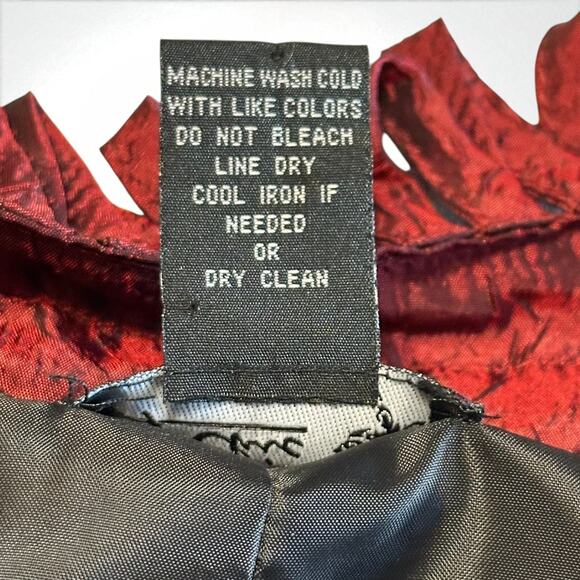 MACHINE WASH COLD
WITH LIKE COLORS
DO NOT BLEACH
LINE DRY
COOL IRON IF
NEEDED
OR
DRY CLEAN